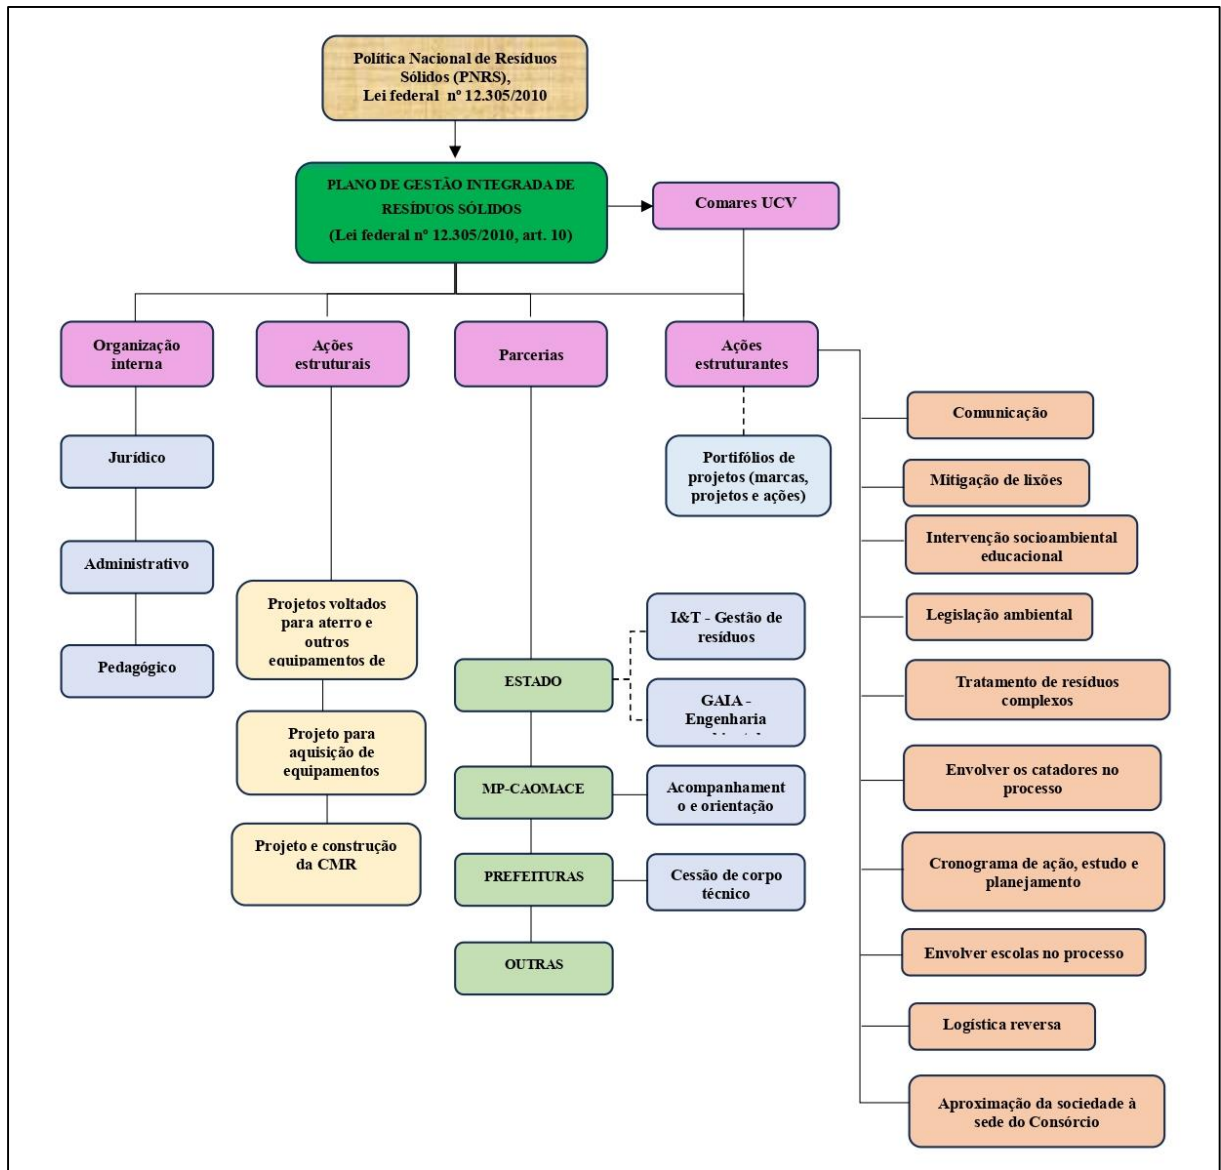 Política Nacional de Resíduos
Sólidos (PNRS),
Lei federal nº 12.305/2010
PLANO DE GESTÃO INTEGRADA DE
RESÍDUOS SÓLIDOS
(Lei federal nº 12.305/2010, art. 10)
Comares UCV
Organização
interna
Ações
estruturais
Parcerias
Ações
estruturantes
Jurídico
Administrativo
Pedagógico
Projetos voltados
para aterro e
outros
equipamentos de
Projeto para
aquisição de
equipamentos
Projeto e construção
da CMR
ESTADO
I&T - Gestão de
resíduos
GAIA -
Engenharia
MP-CAOMACE
Acompanhament
o e orientação
PREFEITURAS
Cessão de corpo
técnico
OUTRAS
Portifólios de
projetos (marcas,
projetos e ações)
Comunicação
Mitigação de lixões
Intervenção socioambiental
educacional
Legislação ambiental
Tratamento de resíduos
complexos
Envolver os catadores no
processo
Cronograma de ação, estudo e
planejamento
Envolver escolas no processo
Logística reversa
Aproximação da sociedade à
sede do Consórcio